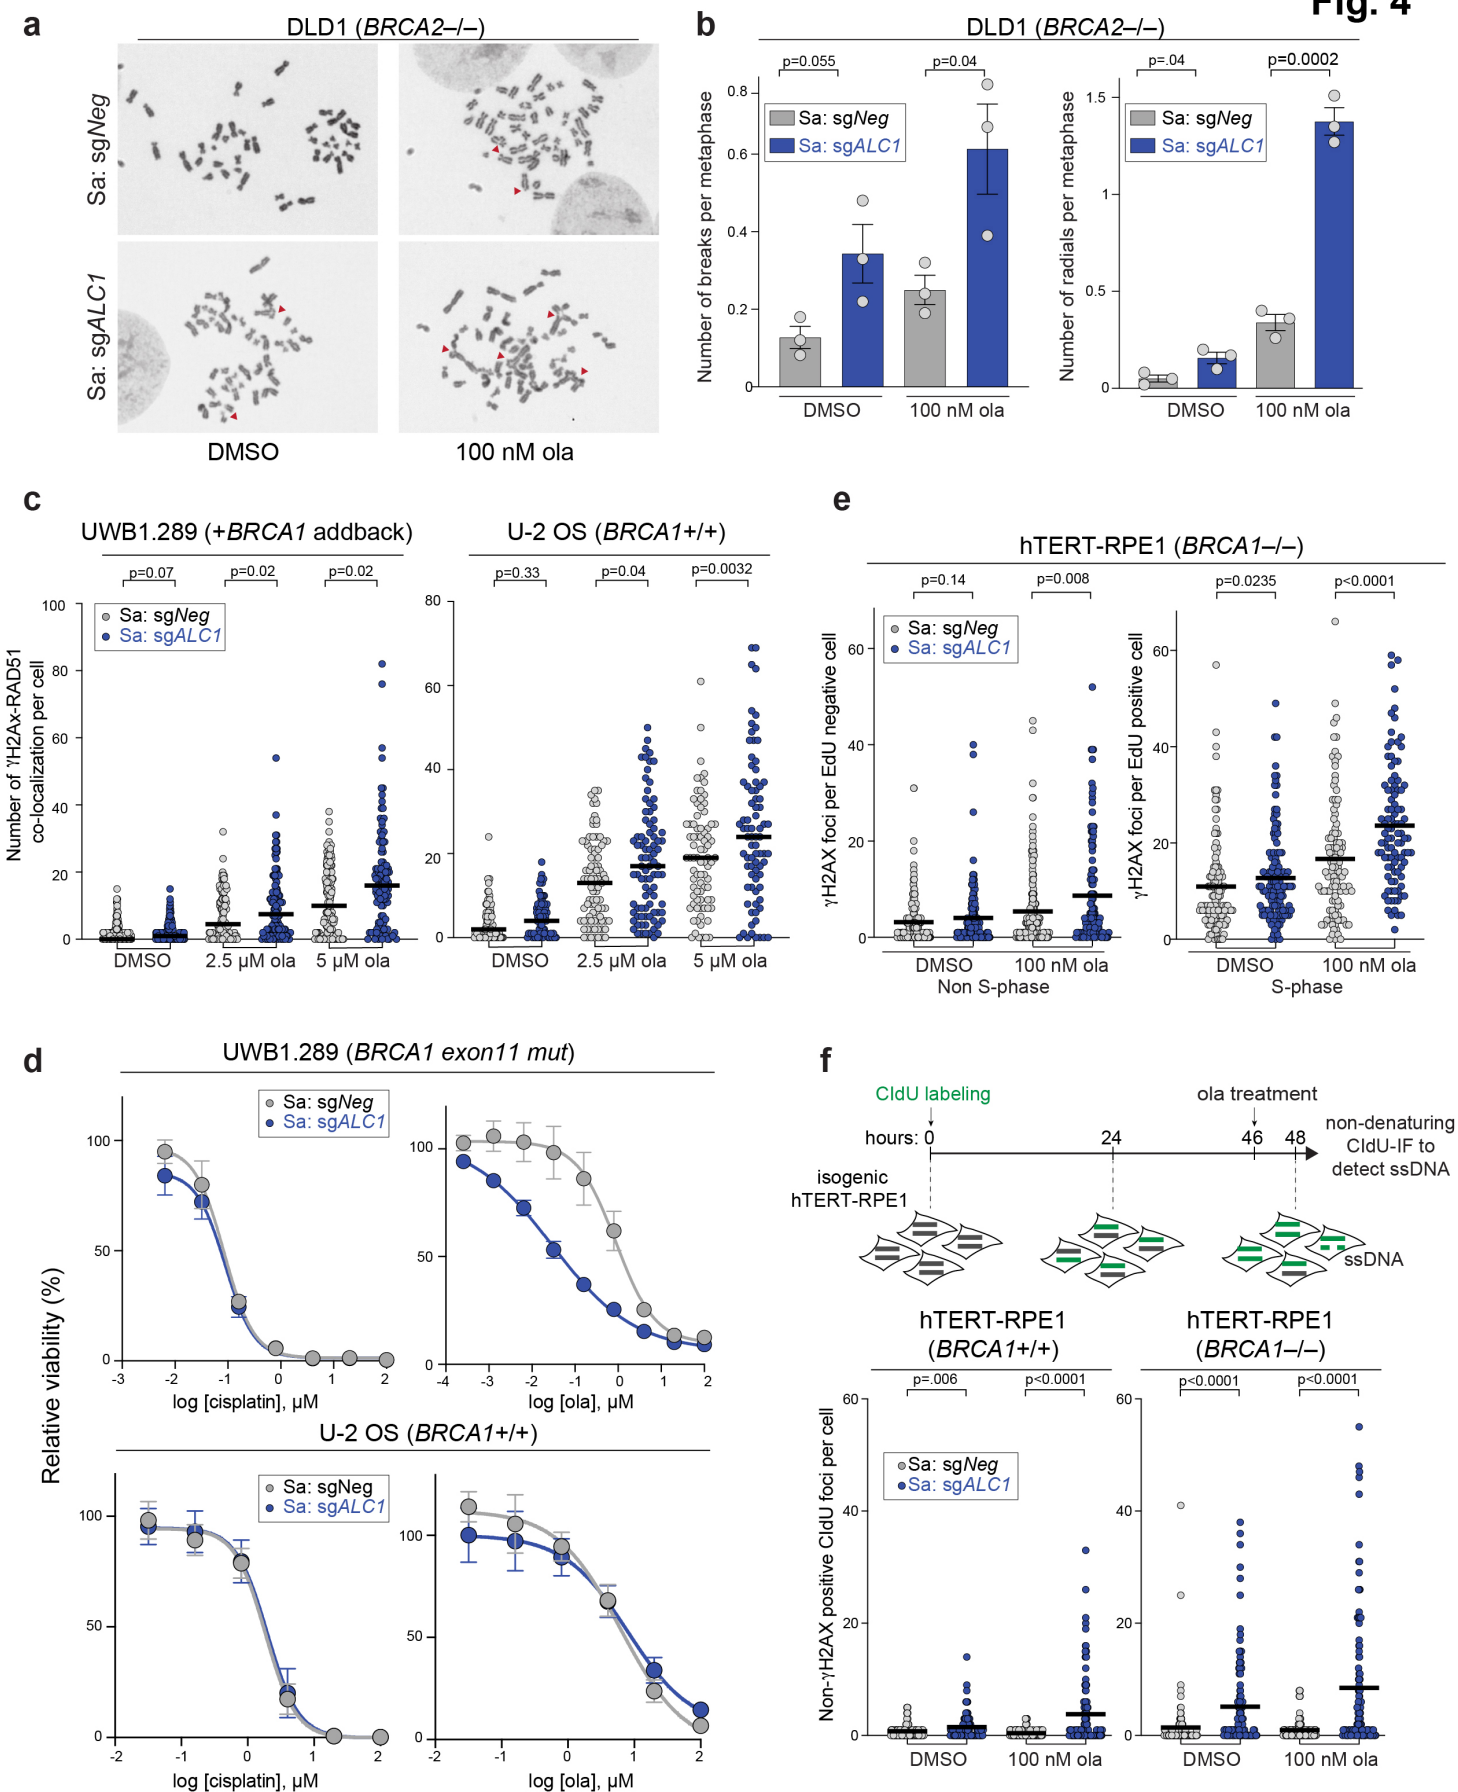 Fig. 4
a
DLD1 (BRCA2–/–)
Sa: sgNeg
Sa: sgALC1
DMSO
100 nM ola
b
DLD1 (BRCA2–/–)
p=0.055
p=0.04
Number of breaks per metaphase
0.8
0.6
0.4
0.2
0
Sa: sgNeg
Sa: sgALC1
DMSO
100 nM ola
p=.04
p=0.0002
Number of radials per metaphase
1.5
1
0.5
0
Sa: sgNeg
Sa: sgALC1
DMSO
100 nM ola
c
UWB1.289 (+BRCA1 addback)
p=0.07
p=0.02
p=0.02
Number of γH2Ax-RAD51
co-localization per cell
100
80
60
40
20
0
Sa: sgNeg
Sa: sgALC1
DMSO
2.5 µM ola
5 µM ola
U-2 OS (BRCA1+/+)
p=0.33
p=0.04
p=0.0032
80
60
40
20
0
DMSO
2.5 µM ola
5 µM ola
e
hTERT-RPE1 (BRCA1–/–)
p=0.14
p=0.008
γH2AX foci per EdU negative cell
60
40
20
0
Sa: sgNeg
Sa: sgALC1
DMSO
100 nM ola
Non S-phase
p=0.0235
p<0.0001
γH2AX foci per EdU positive cell
60
40
20
0
DMSO
100 nM ola
S-phase
d
Relative viability (%)
UWB1.289 (BRCA1 exon11 mut)
Sa: sgNeg
Sa: sgALC1
100
50
0
-3 -2 -1 0 1 2
log [cisplatin], µM
100
50
0
-4 -3 -2 -1 0 1 2
log [ola], µM
U-2 OS (BRCA1+/+)
Sa: sgNeg
Sa: sgALC1
100
50
0
-2 -1 0 1 2
log [cisplatin], µM
100
50
0
-2 -1 0 1 2
log [ola], µM
f
CldU labeling
ola treatment
hours: 0 24 46 48
non-denaturing
CldU-IF to
detect ssDNA
isogenic
hTERT-RPE1
ssDNA
hTERT-RPE1
(BRCA1+/+)
p=.006
p<0.0001
Non-γH2AX positive CldU foci per cell
60
40
20
0
Sa: sgNeg
Sa: sgALC1
DMSO
100 nM ola
hTERT-RPE1
(BRCA1–/–)
p<0.0001
p<0.0001
60
40
20
0
DMSO
100 nM ola